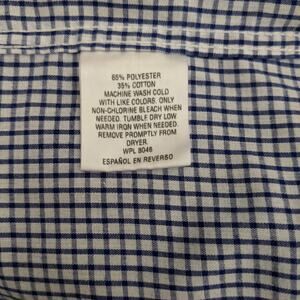 65% POLYESTER
35% COTTON
MACHINE WASH COLD
WITH LIKE COLORS. ONLY
NON-CHLORINE BLEACH WHEN
NEEDED. TUMBLE DRY LOW
WARM IRON WHEN NEEDED.
REMOVE PROMPTLY FROM
DRYER.
WPL 8046
ESPAÑOL EN REVERSO